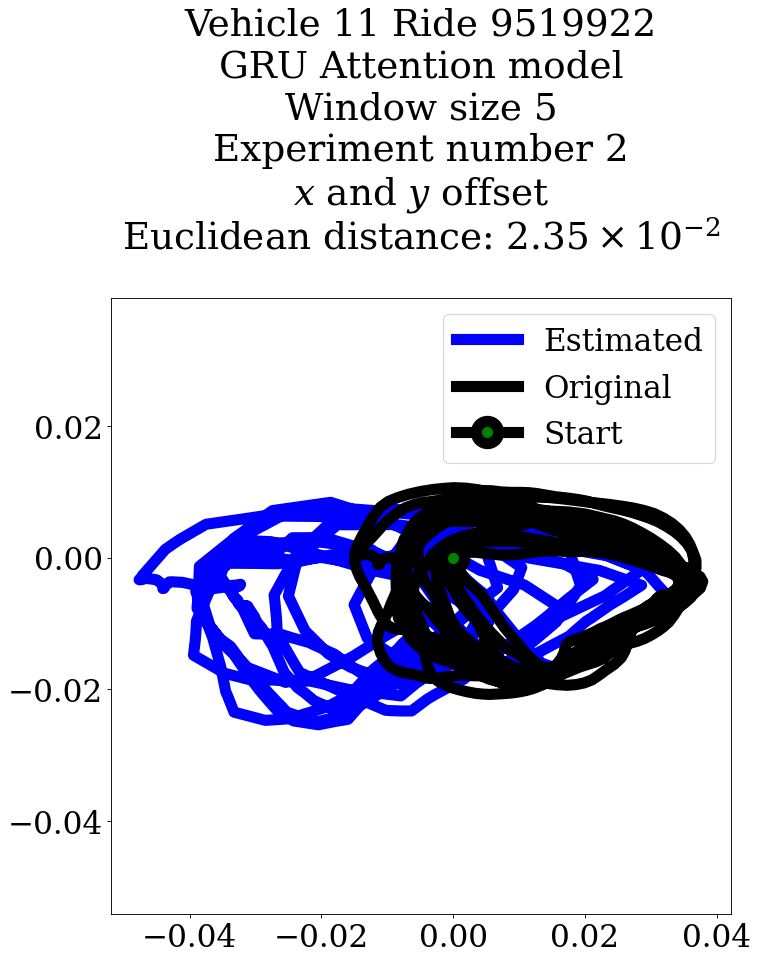 Vehicle 11 Ride 9519922
GRU Attention model
Window size 5
Experiment number 2
x and y offset
Euclidean distance: 2.35 × 10⁻²
Estimated
Original
Start
0.02
0.00
−0.02
−0.04
−0.04 −0.02 0.00 0.02 0.04